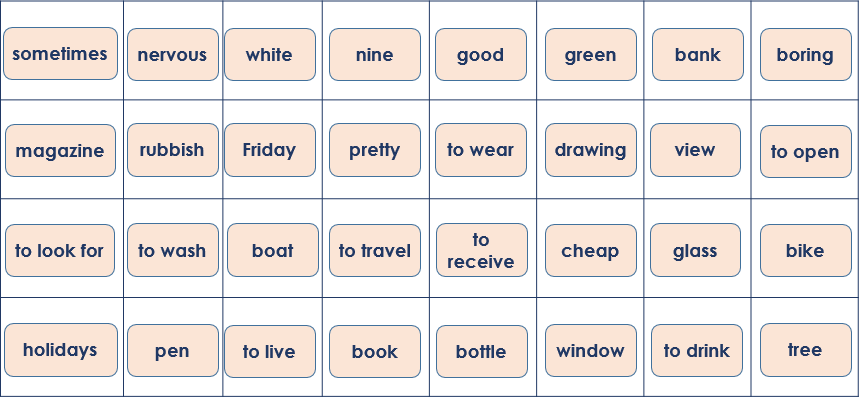 sometimes nervous white nine good green bank boring
magazine rubbish Friday pretty to wear drawing view to open
to look for to wash boat to travel to receive cheap glass bike
holidays pen to live book bottle window to drink tree